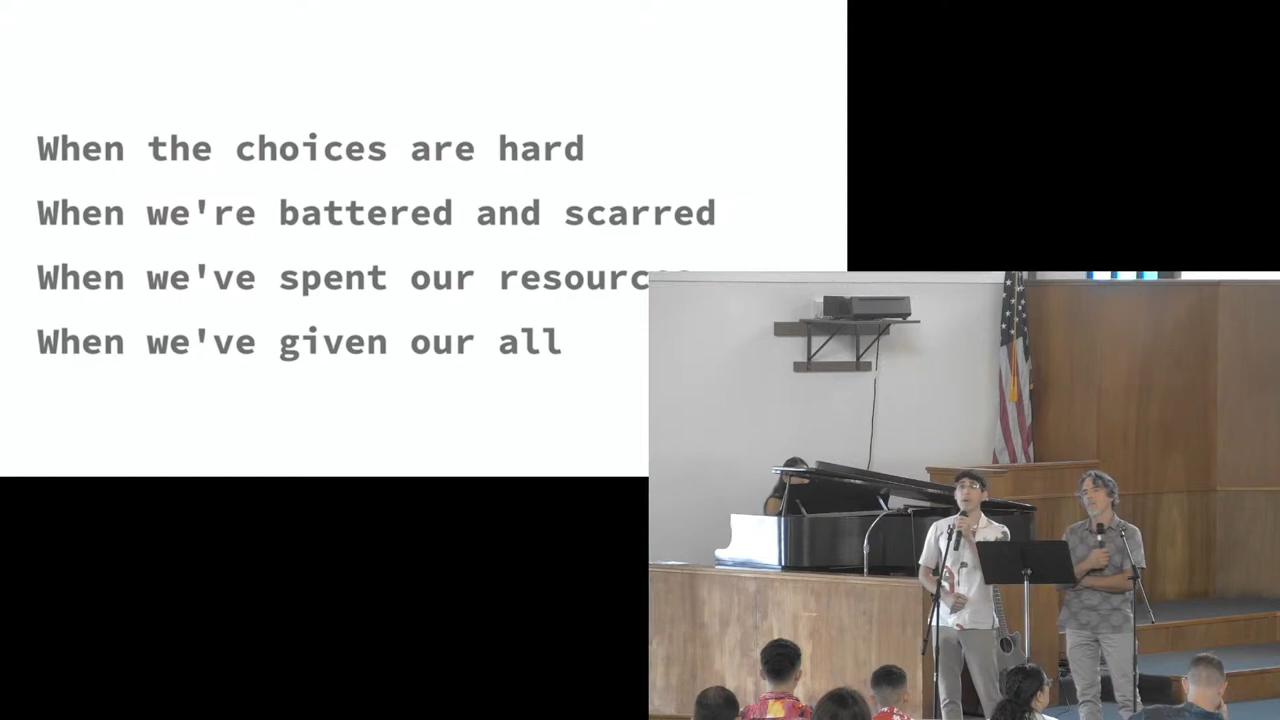 When the choices are hard
When we're battered and scarred
When we've spent our resources
When we've given our all